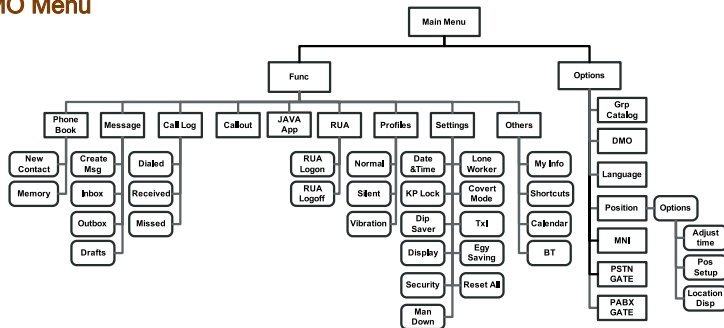 MO Menu
Main Menu
Func
Options
Phone
Book
Message
Call Log
Callout
JAVA
App
RUA
Profiles
Settings
Others
New
Contact
Memory
Create
Msg
Inbox
Outbox
Drafts
Dialed
Received
Missed
RUA
Logon
RUA
Logoff
Normal
Silent
Vibration
Date
&Time
KP Lock
Dip
Saver
Display
Security
Man
Down
Lone
Worker
Covert
Mode
TxI
Egy
Saving
Reset All
My Info
Shortcuts
Calendar
BT
Grp
Catalog
DMO
Language
Position
MNI
PSTN
GATE
PABX
GATE
Options
Adjust
time
Pos
Setup
Location
Disp